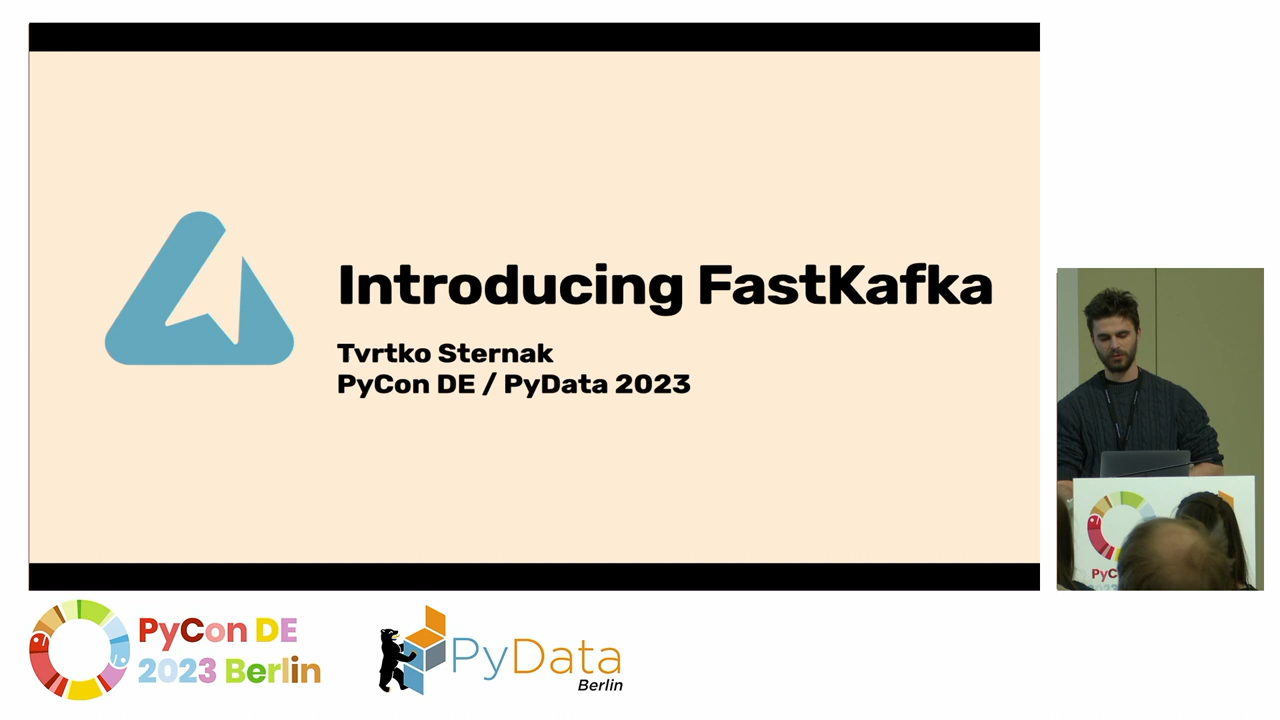 Introducing FastKafka
Tvrtko Sternak
PyCon DE / PyData 2023
PyCon DE
2023 Berlin
PyData
Berlin